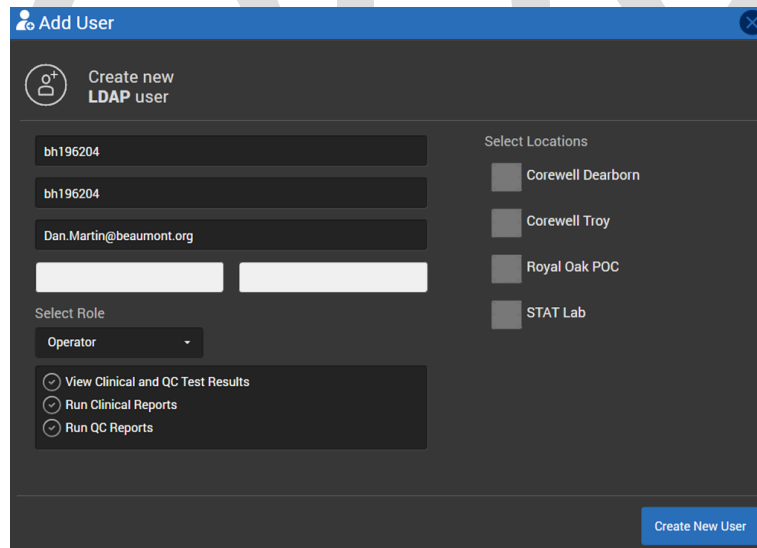 Add User
Create new
LDAP user
bh196204
bh196204
Dan.Martin@beaumont.org
Select Role
Operator
View Clinical and QC Test Results
Run Clinical Reports
Run QC Reports
Select Locations
Corewell Dearborn
Corewell Troy
Royal Oak POC
STAT Lab
Create New User